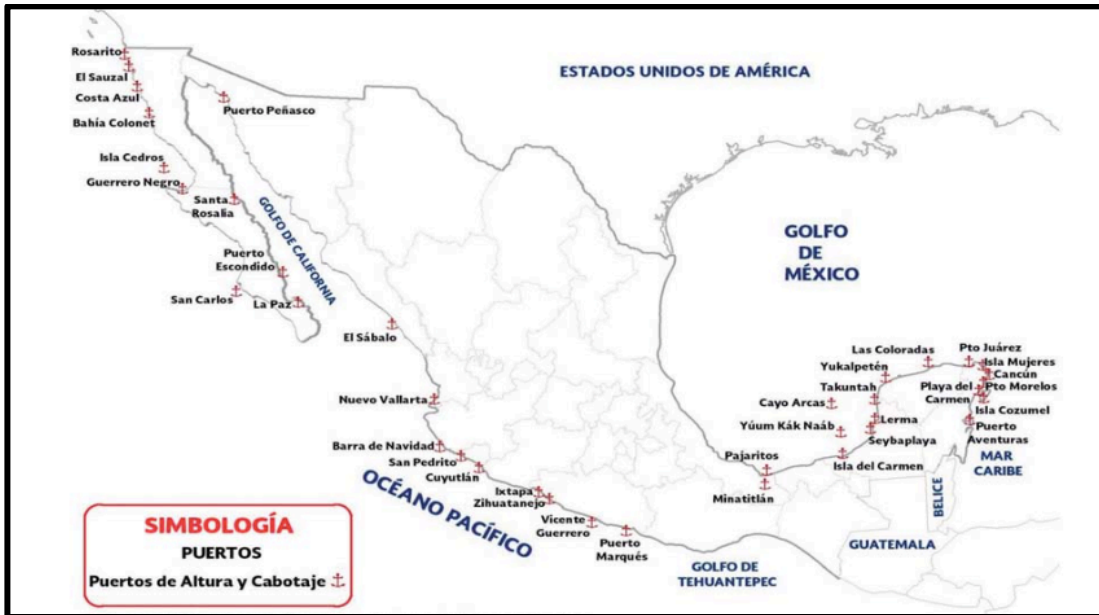 Rosarito
El Sauzal
Costa Azul
Bahía Colonet
Isla Cedros
Guerrero Negro
Santa
Rosalia
Puerto
Escondido
San Carlos
La Paz
Puerto Peñasco
GOLFO DE CALIFORNIA
El Sábalo
Nuevo Vallarta
Barra de Navidad
San Pedrito
Cuyutlán
Ixtapa
Zihuatanejo
Vicente
Guerrero
Puerto
Marqués
OCÉANO PACÍFICO
ESTADOS UNIDOS DE AMÉRICA
GOLFO
DE
MÉXICO
Las Coloradas
Pto Juárez
Isla Mujeres
Cancún
Yukalpetén
Takuntah
Playa del
Carmen
Pto Morelos
Cayo Arcas
Isla Cozumel
Lerma
Yúum Kák Naáb
Seybaplaya
Puerto
Aventuras
Pajaritos
Isla del Carmen
MAR
CARIBE
Minatitlán
BELICE
GUATEMALA
GOLFO DE
TEHUANTEPEC
SIMBOLOGÍA
PUERTOS
Puertos de Altura y Cabotaje